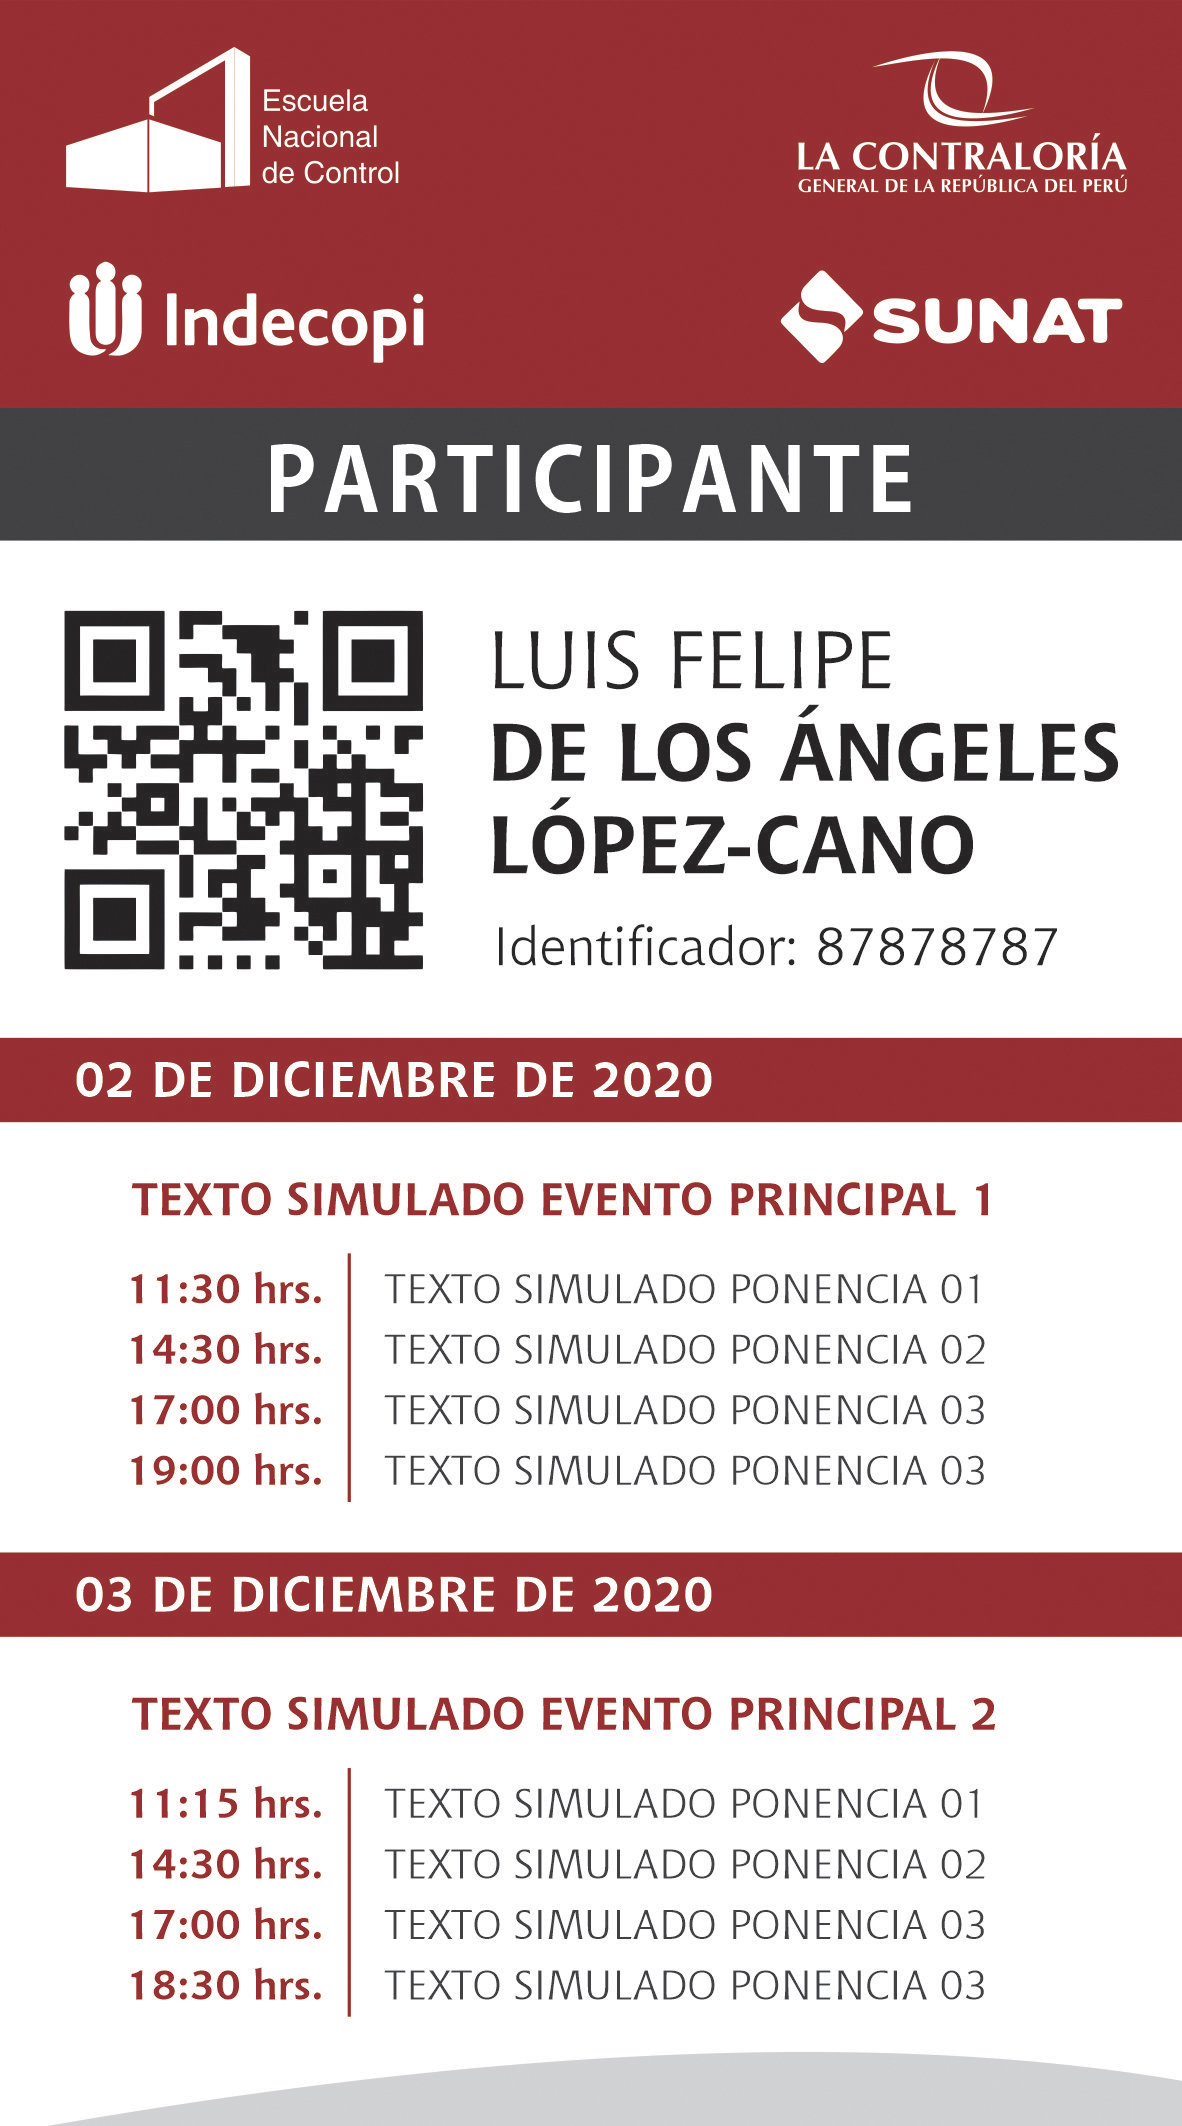 Escuela
Nacional
de Control
LA CONTRALORÍA
GENERAL DE LA REPÚBLICA DEL PERÚ
Indecopi
SUNAT
PARTICIPANTE
LUIS FELIPE
DE LOS ÁNGELES
LÓPEZ-CANO
Identificador: 87878787
02 DE DICIEMBRE DE 2020
TEXTO SIMULADO EVENTO PRINCIPAL 1
11:30 hrs. TEXTO SIMULADO PONENCIA 01
14:30 hrs. TEXTO SIMULADO PONENCIA 02
17:00 hrs. TEXTO SIMULADO PONENCIA 03
19:00 hrs. TEXTO SIMULADO PONENCIA 03
03 DE DICIEMBRE DE 2020
TEXTO SIMULADO EVENTO PRINCIPAL 2
11:15 hrs. TEXTO SIMULADO PONENCIA 01
14:30 hrs. TEXTO SIMULADO PONENCIA 02
17:00 hrs. TEXTO SIMULADO PONENCIA 03
18:30 hrs. TEXTO SIMULADO PONENCIA 03